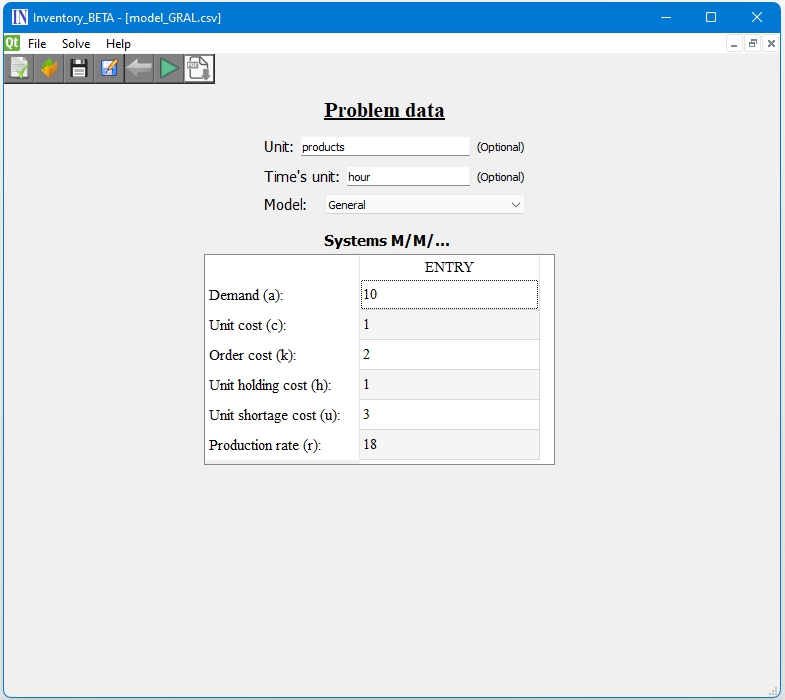 IN Inventory_BETA - [model_GRAL.csv]
Qt File Solve Help
Problem data
Unit: products (Optional)
Time's unit: hour (Optional)
Model: General
Systems M/M/...
ENTRY
Demand (a): 10
Unit cost (c): 1
Order cost (k): 2
Unit holding cost (h): 1
Unit shortage cost (u): 3
Production rate (r): 18